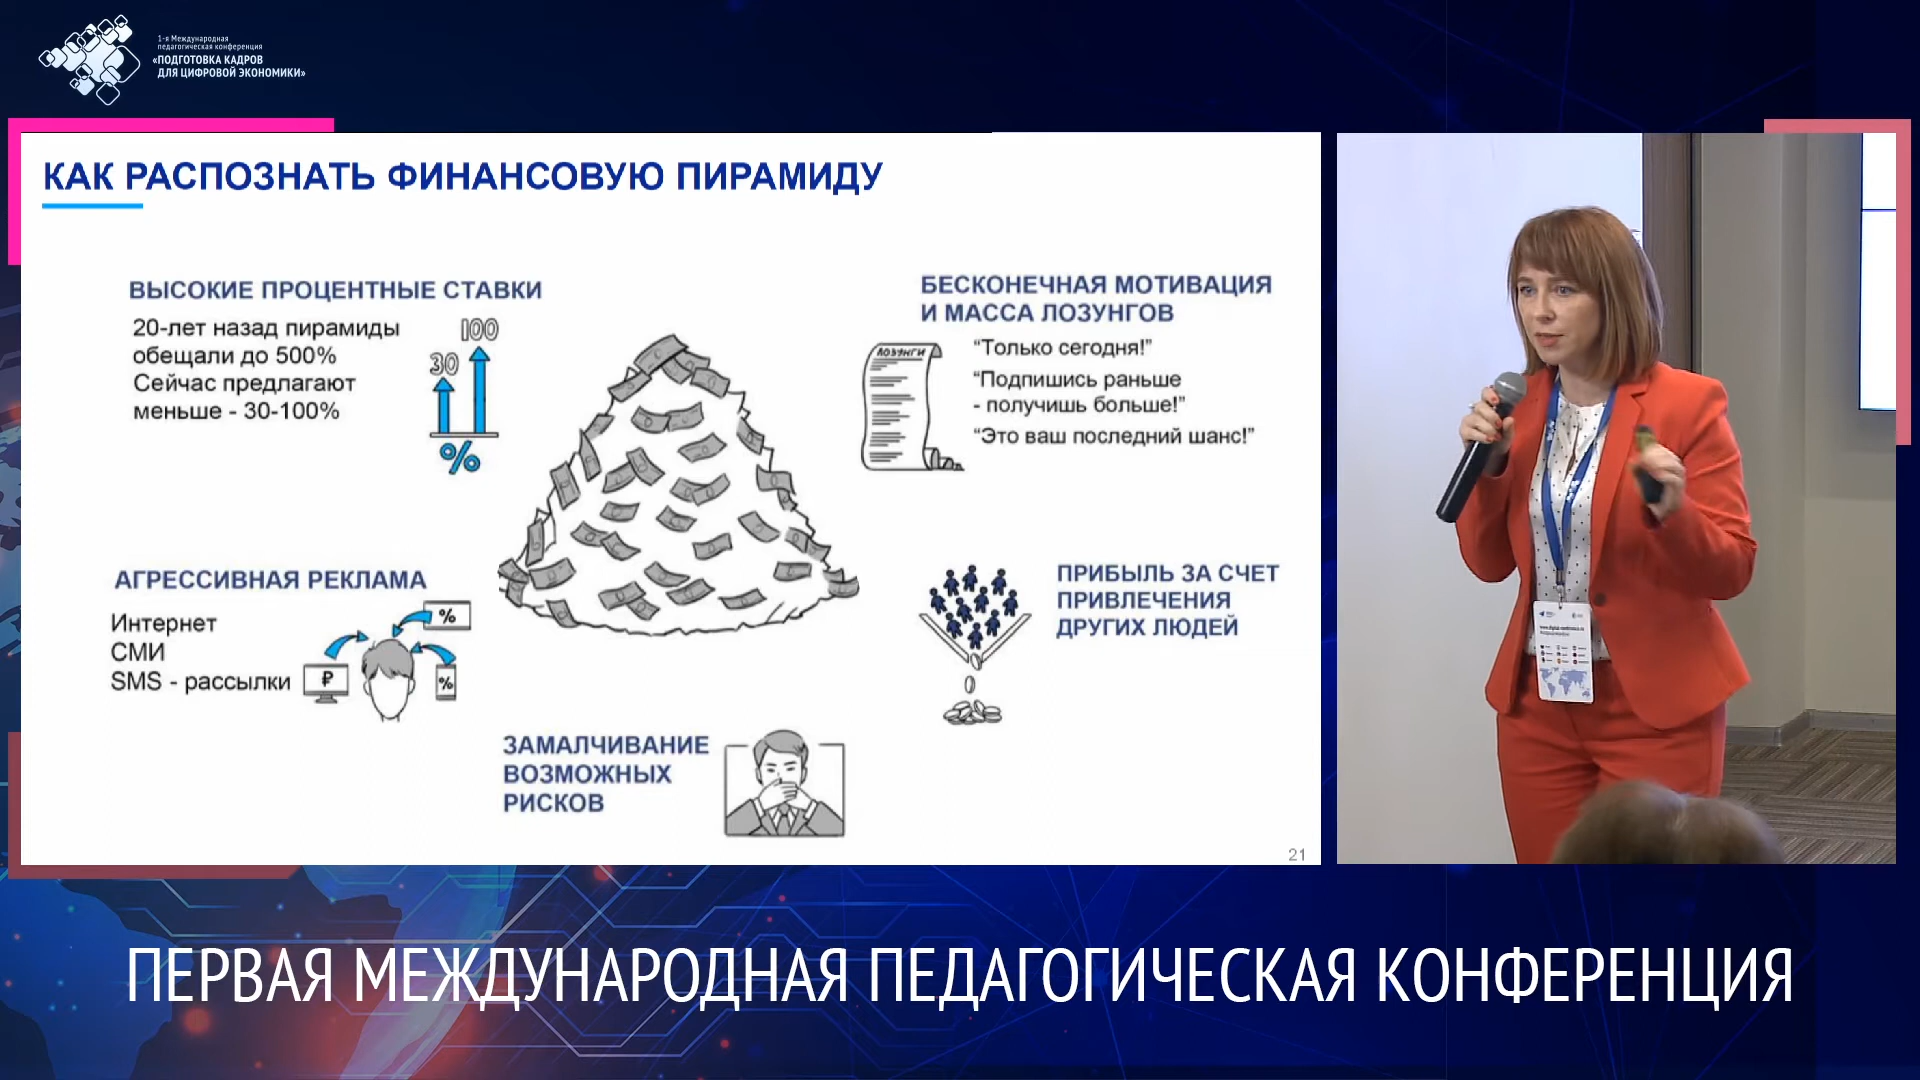 1-я Международная
педагогическая конференция
«ПОДГОТОВКА КАДРОВ
ДЛЯ ЦИФРОВОЙ ЭКОНОМИКИ»
КАК РАСПОЗНАТЬ ФИНАНСОВУЮ ПИРАМИДУ
ВЫСОКИЕ ПРОЦЕНТНЫЕ СТАВКИ
20-лет назад пирамиды
обещали до 500%
Сейчас предлагают
меньше - 30-100%
30
100
%
БЕСКОНЕЧНАЯ МОТИВАЦИЯ
И МАССА ЛОЗУНГОВ
ЛОЗУНГИ
“Только сегодня!”
“Подпишись раньше
- получишь больше!”
“Это ваш последний шанс!”
АГРЕССИВНАЯ РЕКЛАМА
Интернет
СМИ
SMS - рассылки
%
₽
%
ПРИБЫЛЬ ЗА СЧЕТ
ПРИВЛЕЧЕНИЯ
ДРУГИХ ЛЮДЕЙ
ЗАМАЛЧИВАНИЕ
ВОЗМОЖНЫХ
РИСКОВ
21
ПЕРВАЯ МЕЖДУНАРОДНАЯ ПЕДАГОГИЧЕСКАЯ КОНФЕРЕНЦИЯ